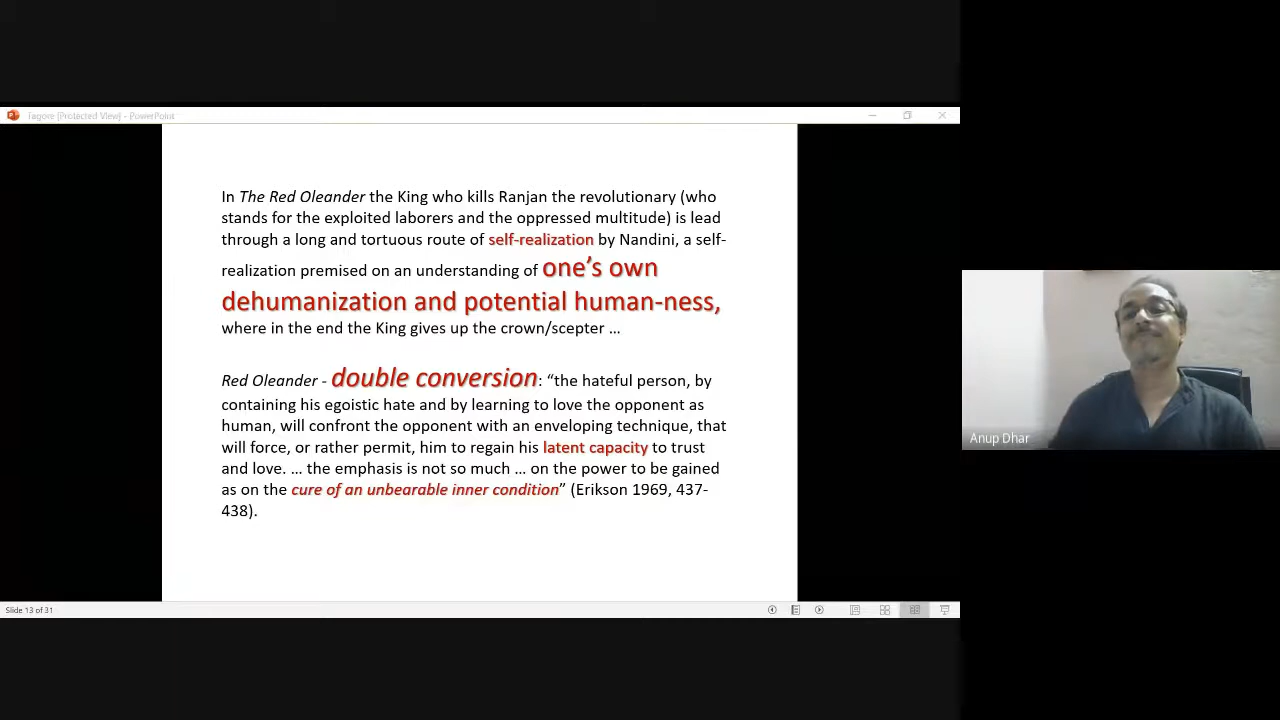 Tagore [Protected View] - PowerPoint
In The Red Oleander the King who kills Ranjan the revolutionary (who
stands for the exploited laborers and the oppressed multitude) is lead
through a long and tortuous route of self-realization by Nandini, a self-
realization premised on an understanding of one's own
dehumanization and potential human-ness,
where in the end the King gives up the crown/scepter ...
Red Oleander - double conversion: “the hateful person, by
containing his egoistic hate and by learning to love the opponent as
human, will confront the opponent with an enveloping technique, that
will force, or rather permit, him to regain his latent capacity to trust
and love. ... the emphasis is not so much ... on the power to be gained
as on the cure of an unbearable inner condition” (Erikson 1969, 437-
438).
Anup Dhar
Slide 13 of 31